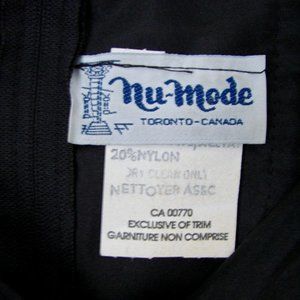 nu-mode
TORONTO-CANADA
20% NYLON
DRY CLEAN ONLY
NETTOYER A SEC
CA 00770
EXCLUSIVE OF TRIM
GARNITURE NON COMPRISE